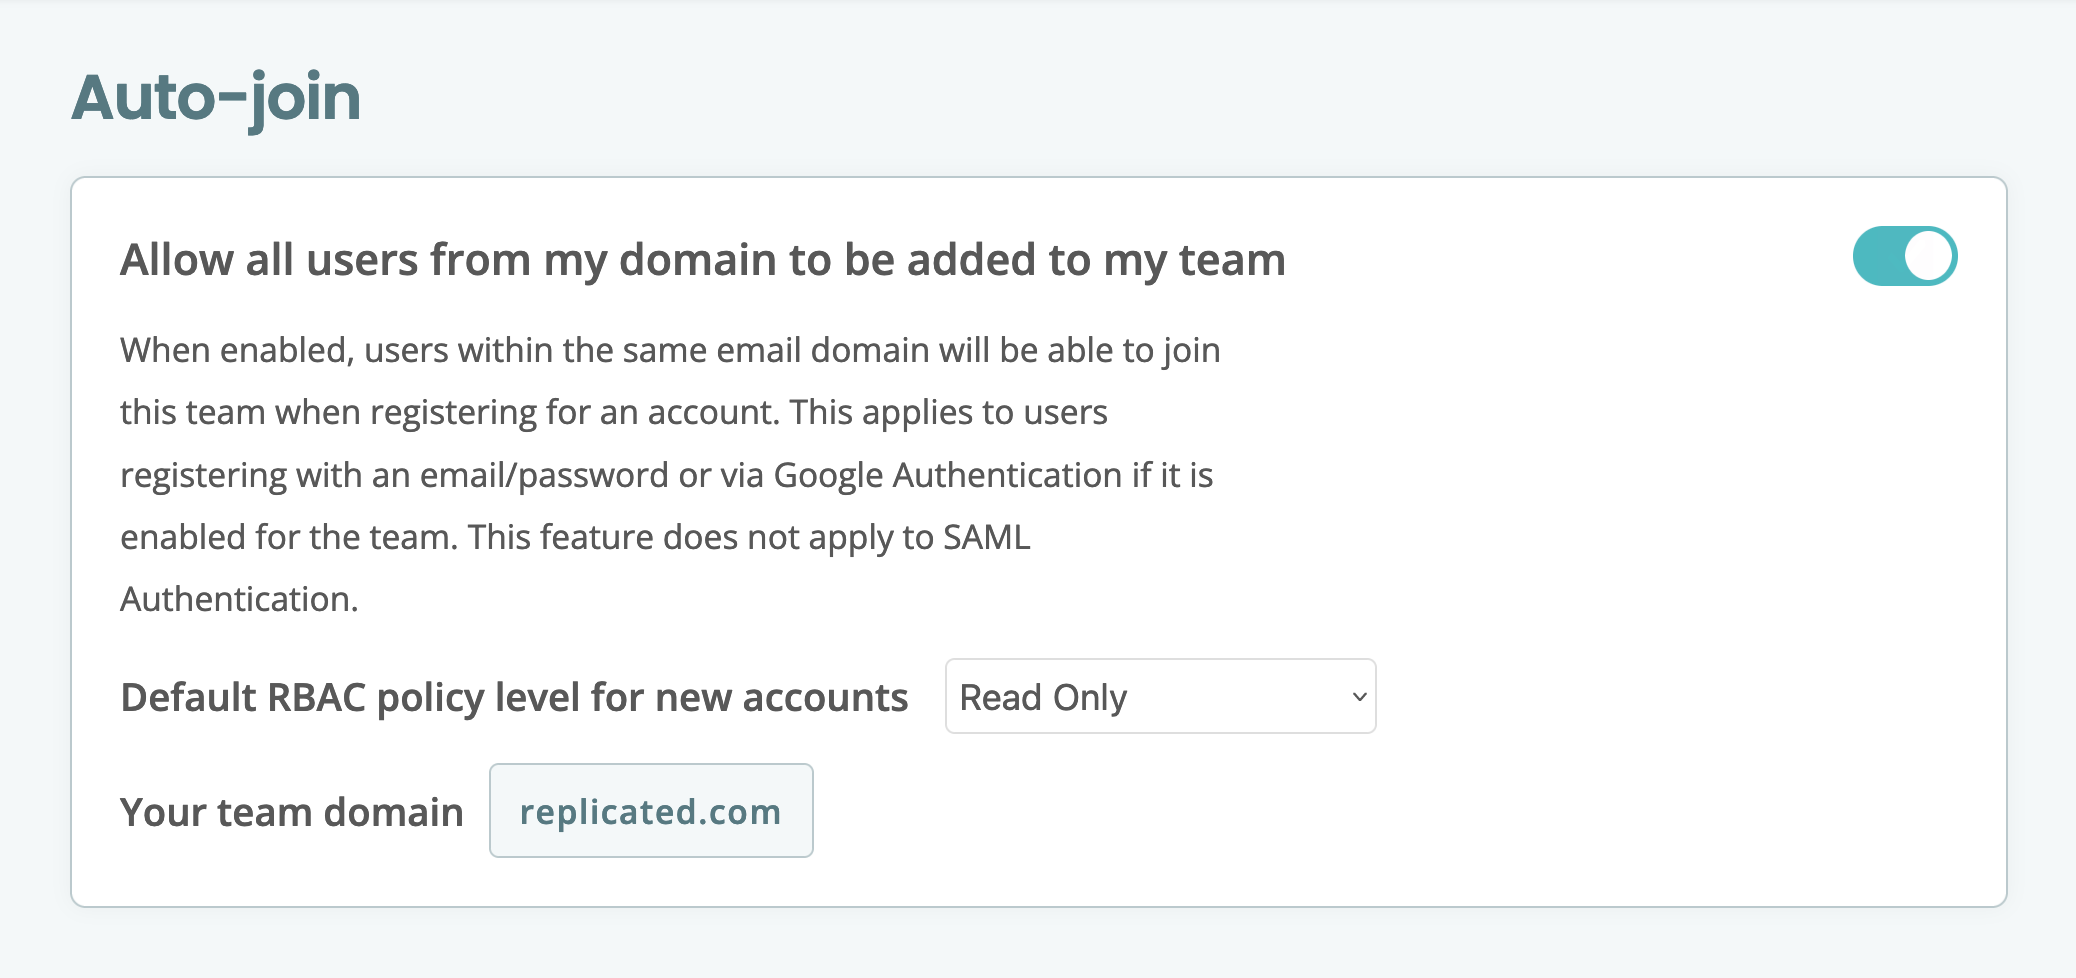 Auto-join
Allow all users from my domain to be added to my team
When enabled, users within the same email domain will be able to join
this team when registering for an account. This applies to users
registering with an email/password or via Google Authentication if it is
enabled for the team. This feature does not apply to SAML
Authentication.
Default RBAC policy level for new accounts Read Only
Your team domain replicated.com